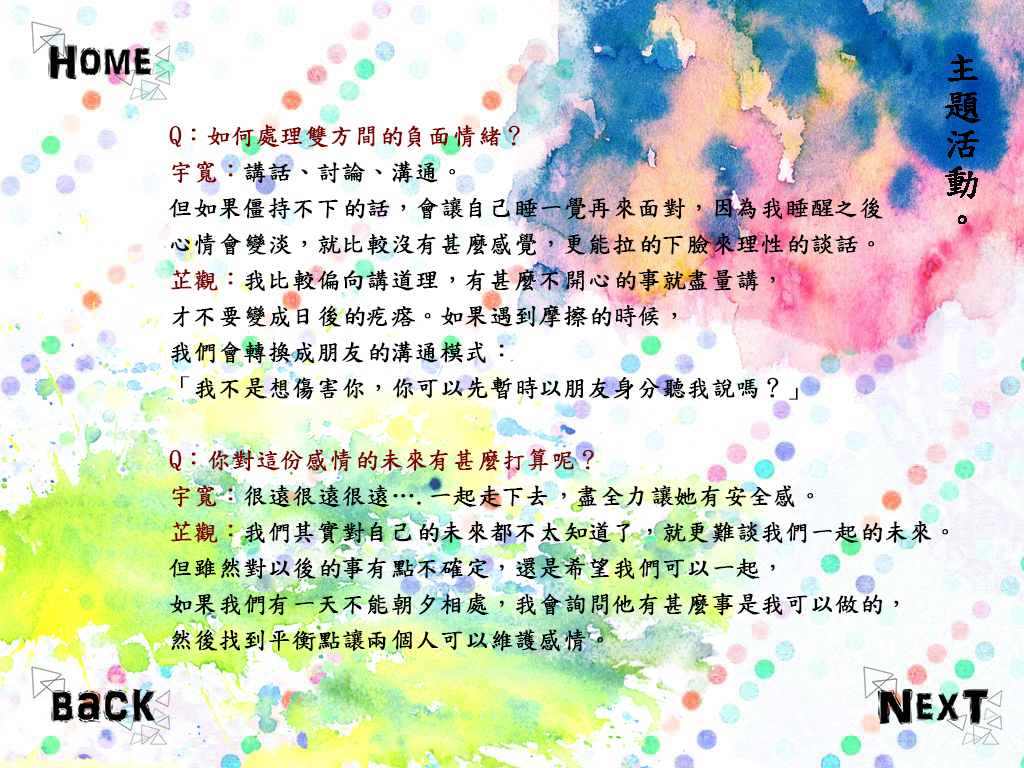 HOME
主題活動。
Q：如何處理雙方間的負面情緒？
宇寬：講話、討論、溝通。
但如果僵持不下的話，會讓自己睡一覺再來面對，因為我睡醒之後
心情會變淡，就比較沒有甚麼感覺，更能拉的下臉來理性的談話。
芷觀：我比較偏向講道理，有甚麼不開心的事就盡量講，
才不要變成日後的疙瘩。如果遇到摩擦的時候，
我們會轉換成朋友的溝通模式：
「我不是想傷害你，你可以先暫時以朋友身分聽我說嗎？」
Q：你對這份感情的未來有甚麼打算呢？
宇寬：很遠很遠很遠….一起走下去，盡全力讓她有安全感。
芷觀：我們其實對自己的未來都不太知道了，就更難談我們一起的未來。
但雖然對以後的事有點不確定，還是希望我們可以一起，
如果我們有一天不能朝夕相處，我會詢問他有甚麼事是我可以做的，
然後找到平衡點讓兩個人可以維護感情。
BaCK
NEXT